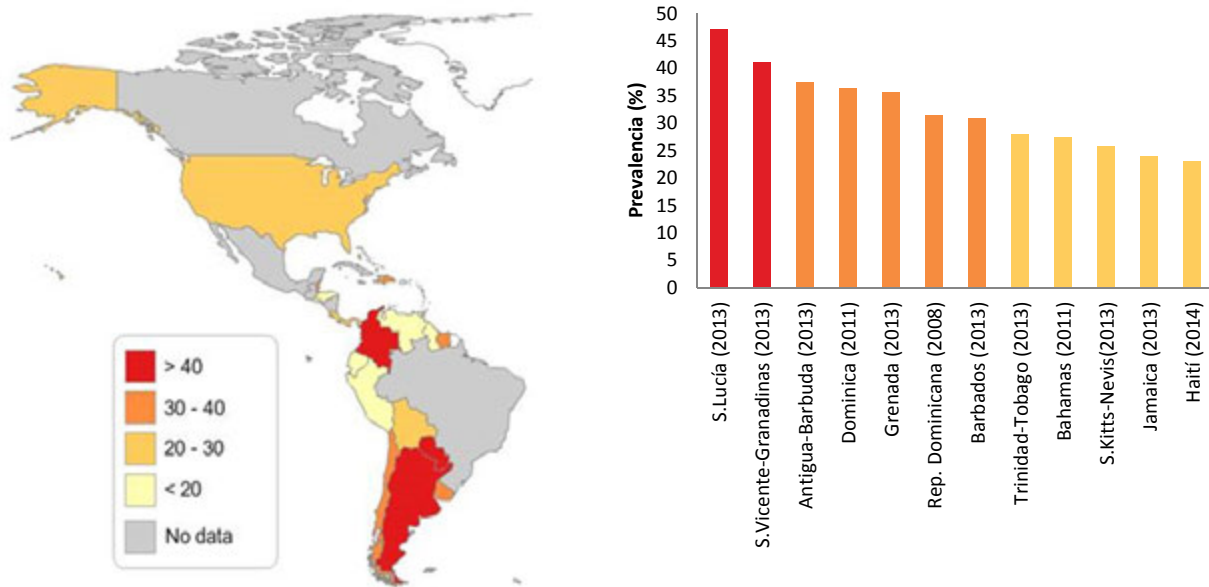 > 40
30 - 40
20 - 30
< 20
No data
Prevalencia (%)
50
45
40
35
30
25
20
15
10
5
0
S.Lucía (2013)
S.Vicente-Granadinas (2013)
Antigua-Barbuda (2013)
Dominica (2011)
Grenada (2013)
Rep. Dominicana (2008)
Barbados (2013)
Trinidad-Tobago (2013)
Bahamas (2011)
S.Kitts-Nevis(2013)
Jamaica (2013)
Haití (2014)